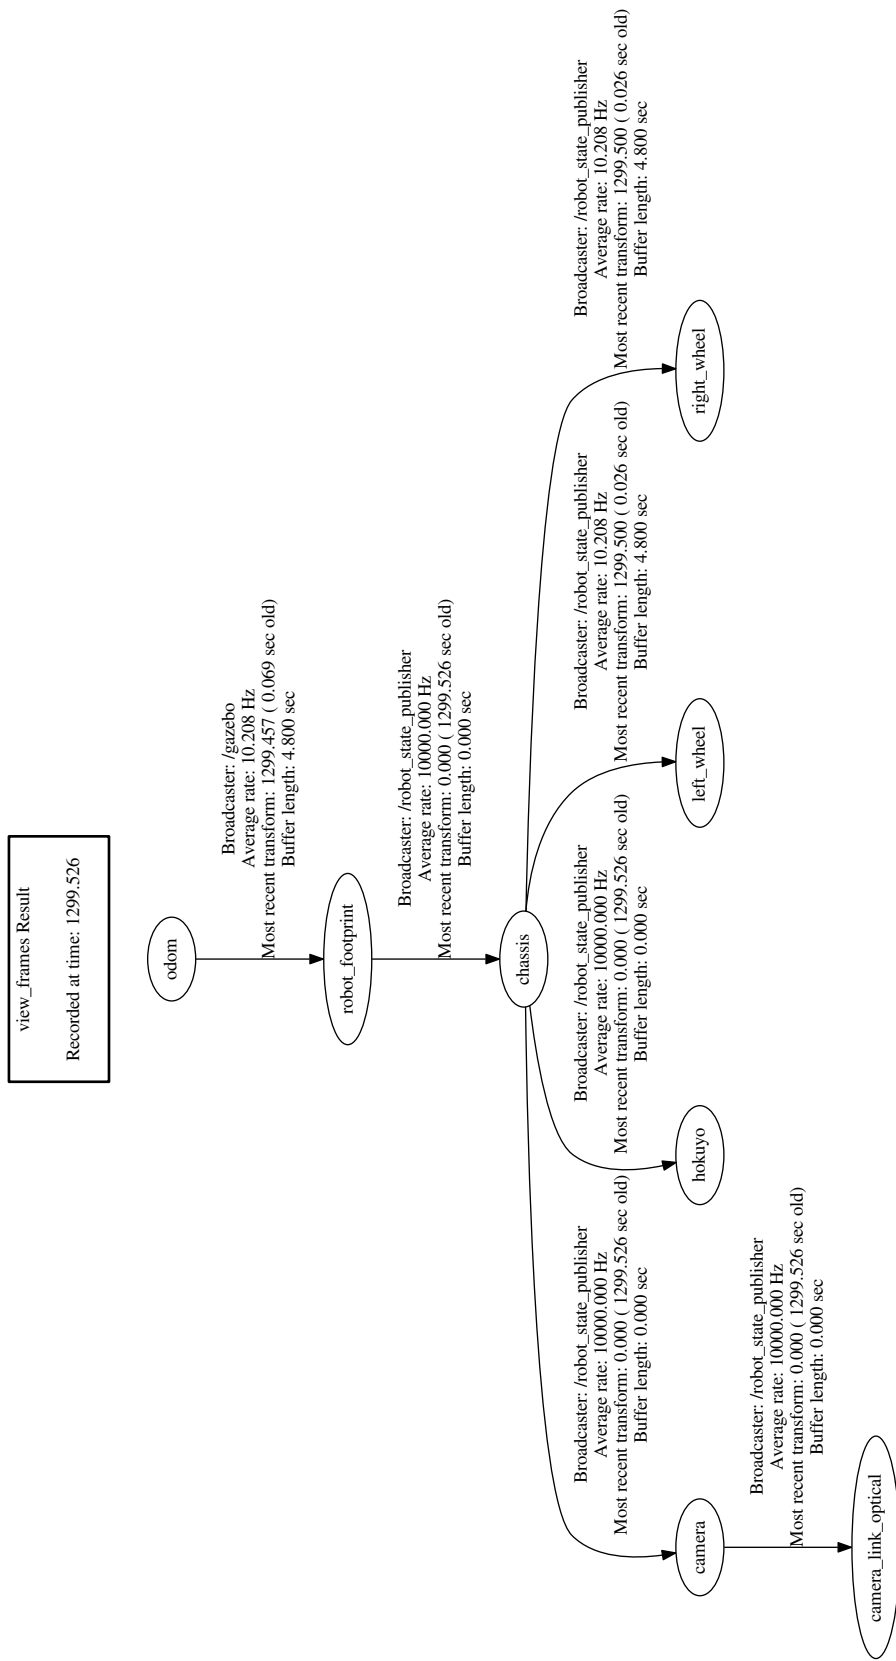 view_frames Result
Recorded at time: 1299.526
odom
Broadcaster: /gazebo
Average rate: 10.208 Hz
Most recent transform: 1299.457 ( 0.069 sec old)
Buffer length: 4.800 sec
robot_footprint
Broadcaster: /robot_state_publisher
Average rate: 10000.000 Hz
Most recent transform: 0.000 ( 1299.526 sec old)
Buffer length: 0.000 sec
chassis
Broadcaster: /robot_state_publisher
Average rate: 10000.000 Hz
Most recent transform: 0.000 ( 1299.526 sec old)
Buffer length: 0.000 sec
Broadcaster: /robot_state_publisher
Average rate: 10000.000 Hz
Most recent transform: 0.000 ( 1299.526 sec old)
Buffer length: 0.000 sec
Broadcaster: /robot_state_publisher
Average rate: 10.208 Hz
Most recent transform: 1299.500 ( 0.026 sec old)
Buffer length: 4.800 sec
Broadcaster: /robot_state_publisher
Average rate: 10.208 Hz
Most recent transform: 1299.500 ( 0.026 sec old)
Buffer length: 4.800 sec
camera
hokuyo
left_wheel
right_wheel
Broadcaster: /robot_state_publisher
Average rate: 10000.000 Hz
Most recent transform: 0.000 ( 1299.526 sec old)
Buffer length: 0.000 sec
camera_link_optical